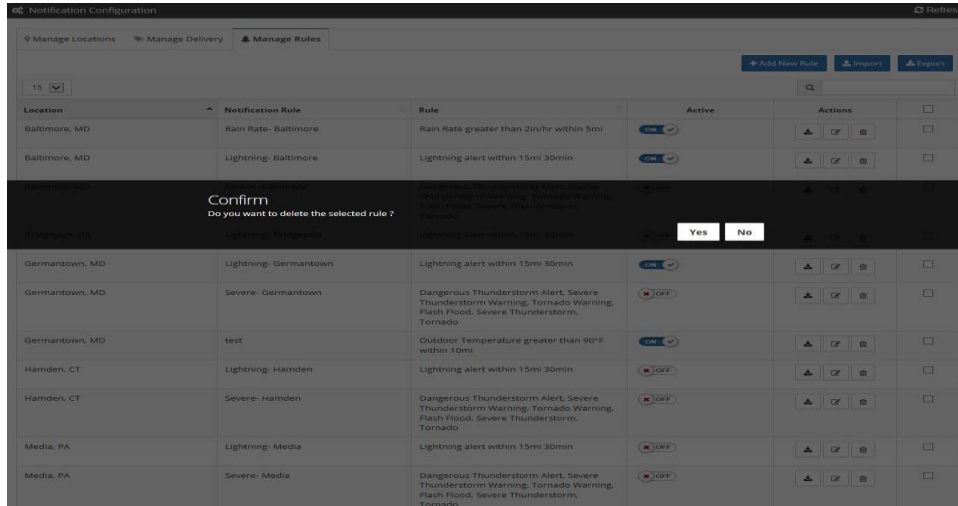 Notification Configuration
Refres
Manage Locations Manage Delivery Manage Rules
Add New Rule Import Export
15
Location Notification Rule Rule Active Actions
Baltimore, MD Rain Rate- Baltimore Rain Rate greater than 2in/hr within 5mi ON
Baltimore, MD Lightning- Baltimore Lightning alert within 15mi 30min ON
Confirm
Do you want to delete the selected rule ?
Yes No
Germantown, MD Lightning- Germantown Lightning alert within 15mi 30min ON
Germantown, MD Severe- Germantown Dangerous Thunderstorm Alert, Severe OFF
Thunderstorm Warning, Tornado Warning,
Flash Flood, Severe Thunderstorm,
Tornado
Germantown, MD test Outdoor Temperature greater than 90°F ON
within 10mi
Hamden, CT Lightning- Hamden Lightning alert within 15mi 30min OFF
Hamden, CT Severe- Hamden Dangerous Thunderstorm Alert, Severe OFF
Thunderstorm Warning, Tornado Warning,
Flash Flood, Severe Thunderstorm,
Tornado
Media, PA Lightning- Media Lightning alert within 15mi 30min OFF
Media, PA Severe- Media Dangerous Thunderstorm Alert, Severe OFF
Thunderstorm Warning, Tornado Warning,
Flash Flood, Severe Thunderstorm,
Tornado